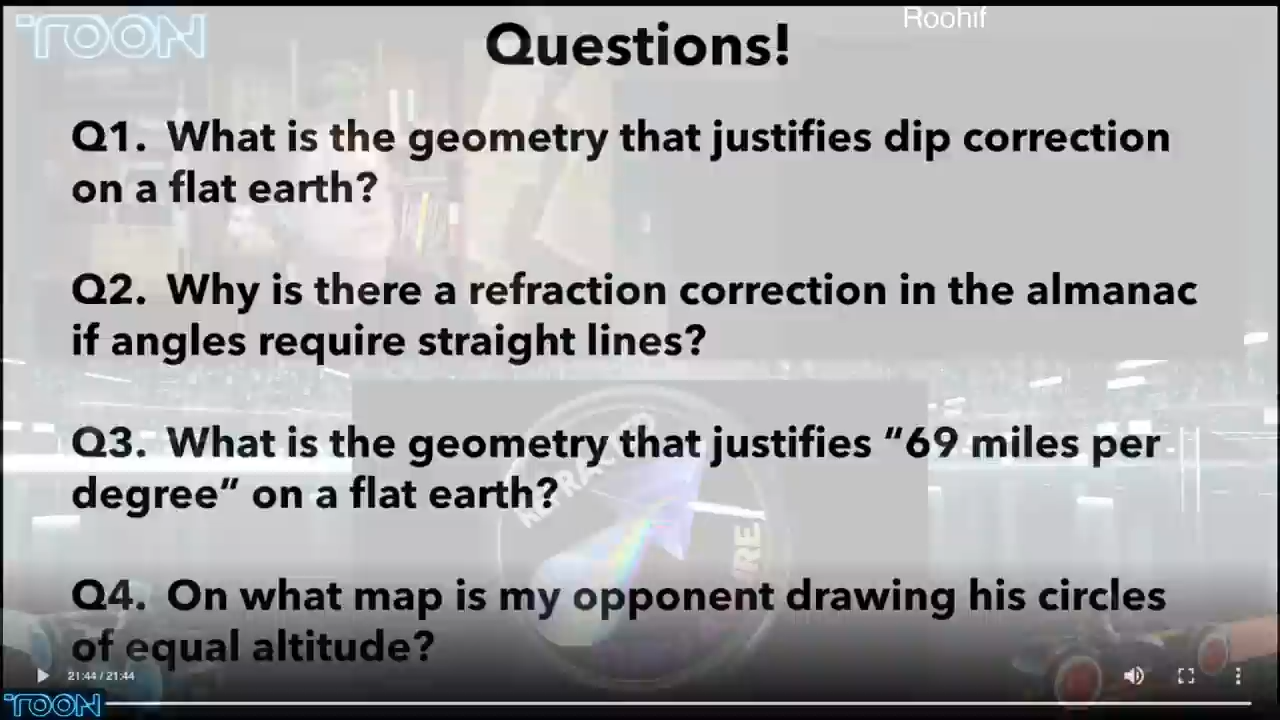 TOON
Roohif
Questions!
Q1. What is the geometry that justifies dip correction
on a flat earth?
Q2. Why is there a refraction correction in the almanac
if angles require straight lines?
Q3. What is the geometry that justifies “69 miles per
degree” on a flat earth?
Q4. On what map is my opponent drawing his circles
of equal altitude?
21:44 / 21:44
TOON